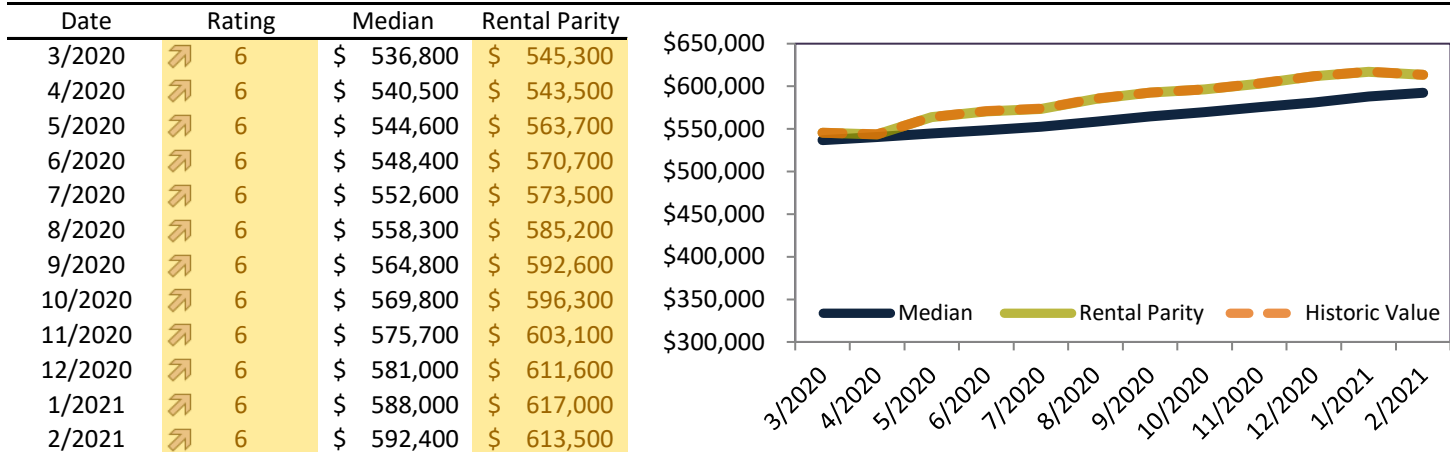 Date Rating Median Rental Parity
3/2020 6 $ 536,800 $ 545,300
4/2020 6 $ 540,500 $ 543,500
5/2020 6 $ 544,600 $ 563,700
6/2020 6 $ 548,400 $ 570,700
7/2020 6 $ 552,600 $ 573,500
8/2020 6 $ 558,300 $ 585,200
9/2020 6 $ 564,800 $ 592,600
10/2020 6 $ 569,800 $ 596,300
11/2020 6 $ 575,700 $ 603,100
12/2020 6 $ 581,000 $ 611,600
1/2021 6 $ 588,000 $ 617,000
2/2021 6 $ 592,400 $ 613,500
$650,000
$600,000
$550,000
$500,000
$450,000
$400,000
$350,000
$300,000
Median Rental Parity Historic Value
3/2020 4/2020 5/2020 6/2020 7/2020 8/2020 9/2020 10/2020 11/2020 12/2020 1/2021 2/2021